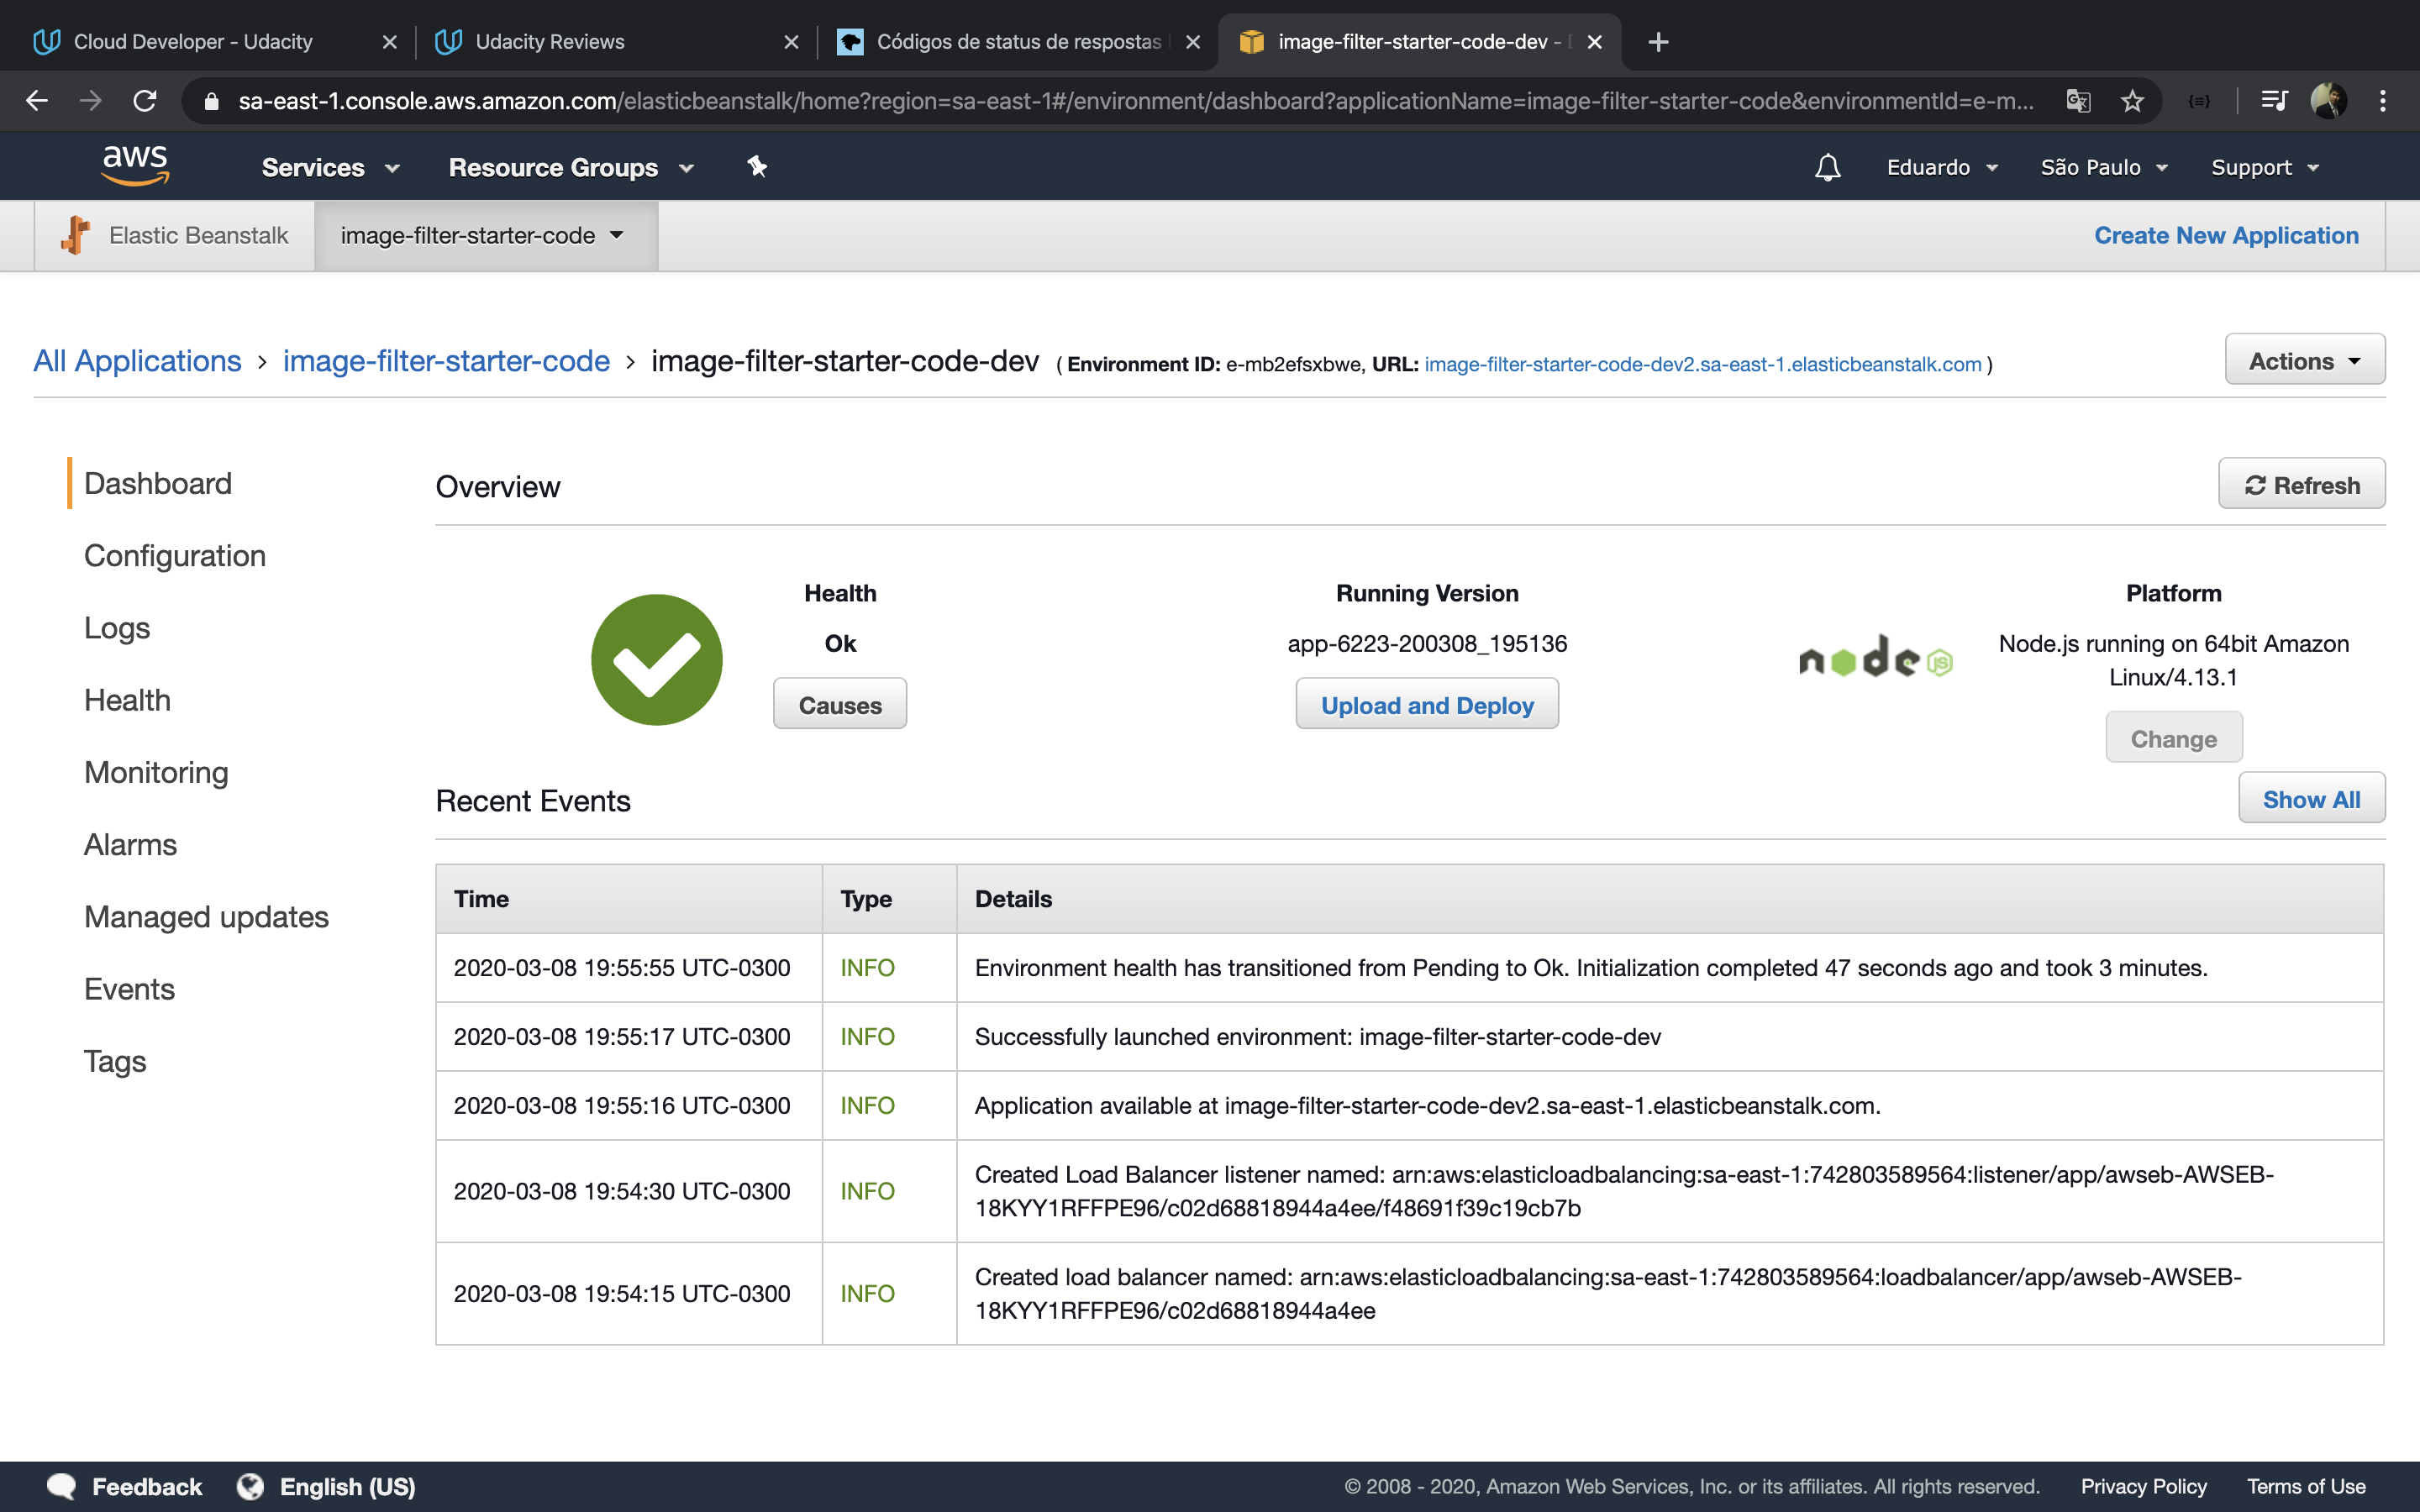 Cloud Developer - Udacity
Udacity Reviews
Códigos de status de respostas
image-filter-starter-code-dev -
sa-east-1.console.aws.amazon.com/elasticbeanstalk/home?region=sa-east-1#/environment/dashboard?applicationName=image-filter-starter-code&environmentId=e-m...
aws
Services
Resource Groups
Eduardo
São Paulo
Support
Elastic Beanstalk
image-filter-starter-code
Create New Application
All Applications › image-filter-starter-code › image-filter-starter-code-dev ( Environment ID: e-mb2efsxbwe, URL: image-filter-starter-code-dev2.sa-east-1.elasticbeanstalk.com )
Actions
Dashboard
Configuration
Logs
Health
Monitoring
Alarms
Managed updates
Events
Tags
Overview
Refresh
Health
Ok
Causes
Running Version
app-6223-200308_195136
Upload and Deploy
node JS
Platform
Node.js running on 64bit Amazon
Linux/4.13.1
Change
Recent Events
Show All
Time Type Details
2020-03-08 19:55:55 UTC-0300 INFO Environment health has transitioned from Pending to Ok. Initialization completed 47 seconds ago and took 3 minutes.
2020-03-08 19:55:17 UTC-0300 INFO Successfully launched environment: image-filter-starter-code-dev
2020-03-08 19:55:16 UTC-0300 INFO Application available at image-filter-starter-code-dev2.sa-east-1.elasticbeanstalk.com.
2020-03-08 19:54:30 UTC-0300 INFO Created Load Balancer listener named: arn:aws:elasticloadbalancing:sa-east-1:742803589564:listener/app/awseb-AWSEB-
18KYY1RFFPE96/c02d68818944a4ee/f48691f39c19cb7b
2020-03-08 19:54:15 UTC-0300 INFO Created load balancer named: arn:aws:elasticloadbalancing:sa-east-1:742803589564:loadbalancer/app/awseb-AWSEB-
18KYY1RFFPE96/c02d68818944a4ee
Feedback
English (US)
© 2008 - 2020, Amazon Web Services, Inc. or its affiliates. All rights reserved.
Privacy Policy
Terms of Use